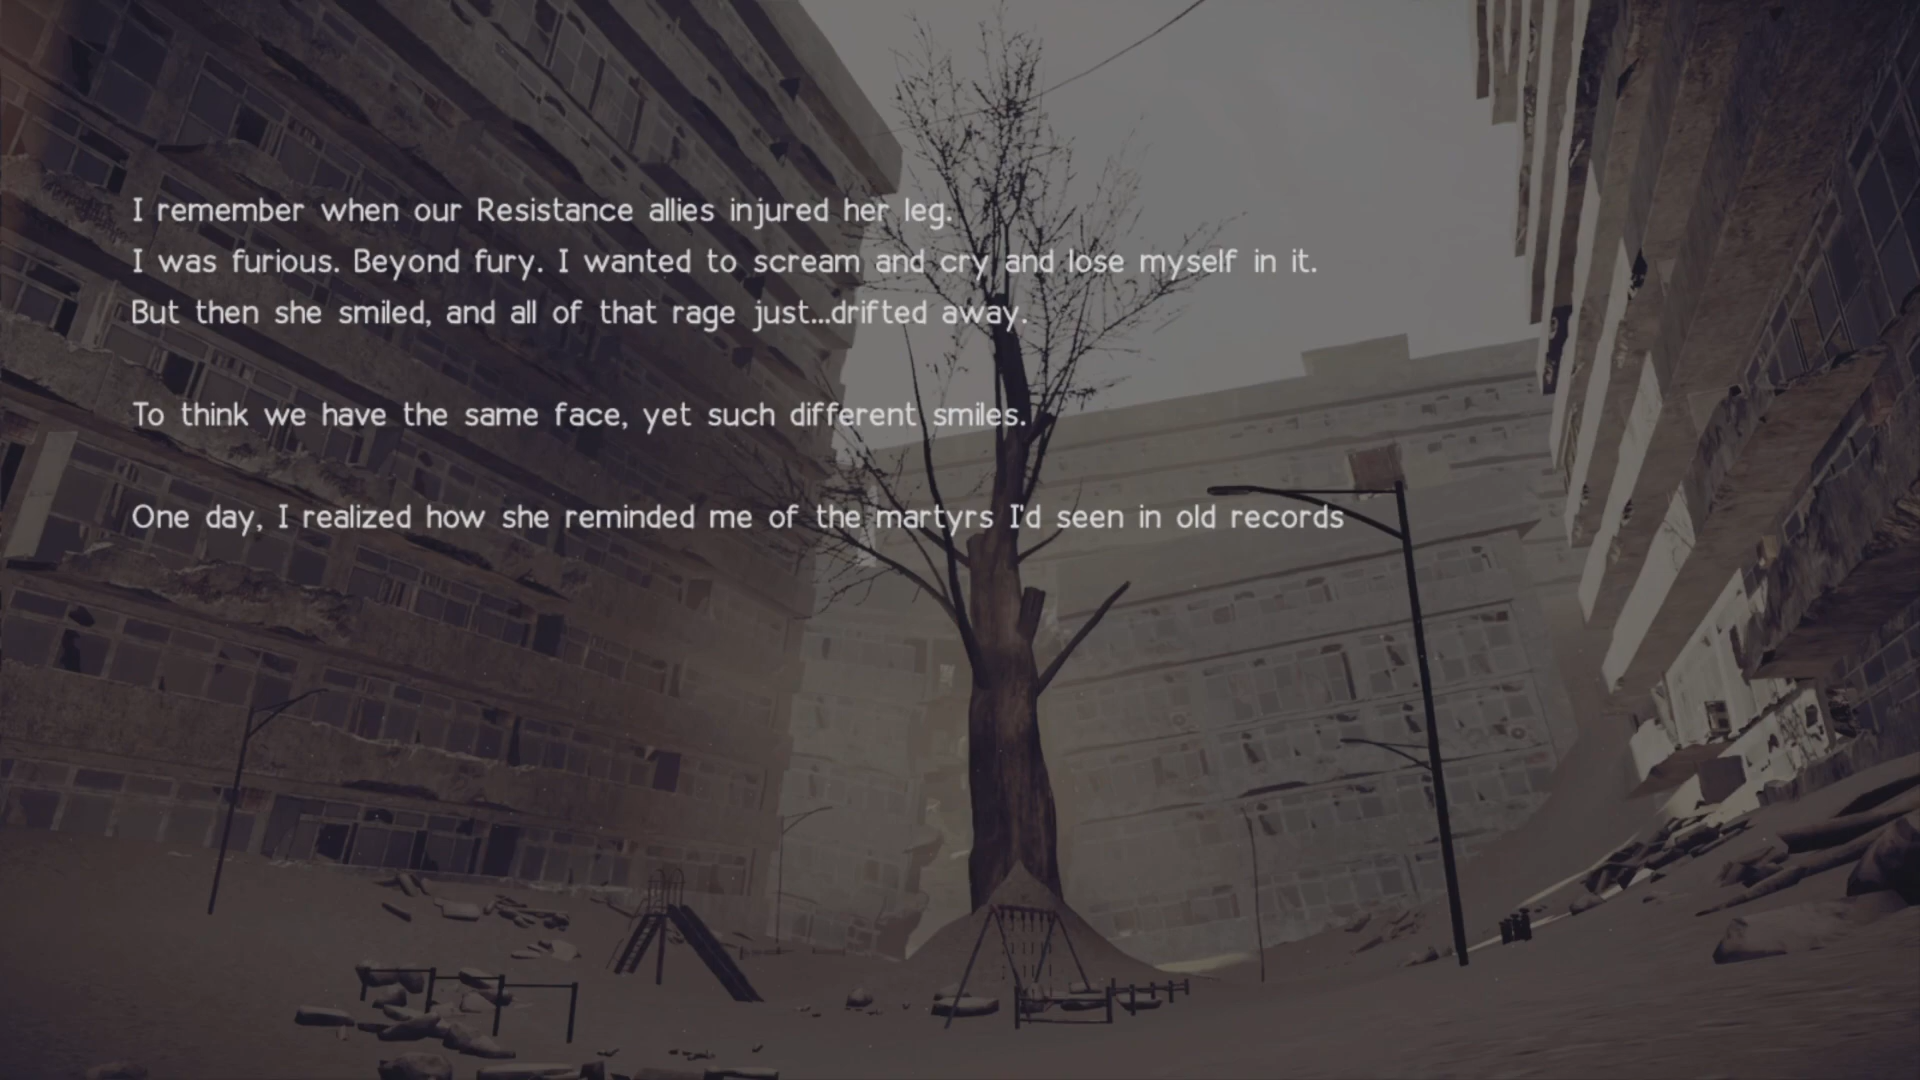 I remember when our Resistance allies injured her leg.
I was furious. Beyond fury. I wanted to scream and cry and lose myself in it.
But then she smiled, and all of that rage just...drifted away.
To think we have the same face, yet such different smiles.
One day, I realized how she reminded me of the martyrs I'd seen in old records